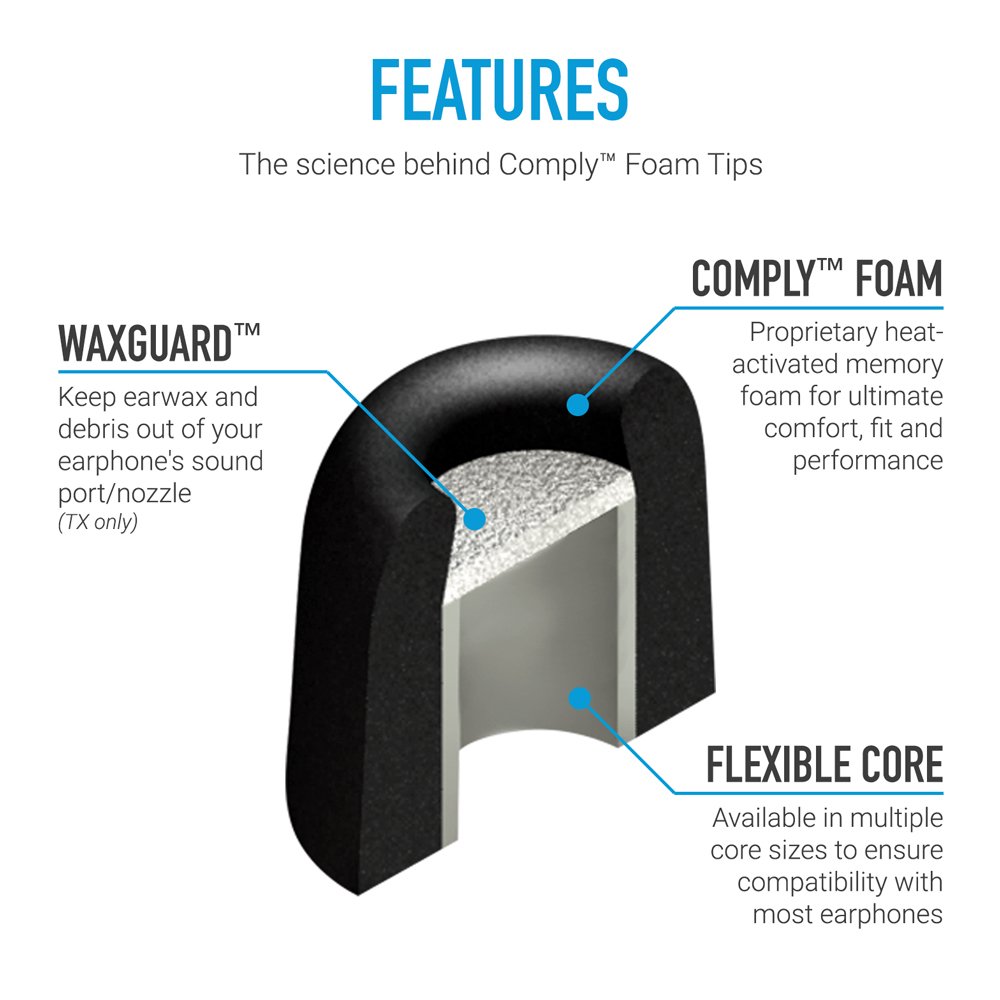 FEATURES
The science behind Comply™ Foam Tips
COMPLY™ FOAM
Proprietary heat-
activated memory
foam for ultimate
comfort, fit and
performance
WAXGUARD™
Keep earwax and
debris out of your
earphone's sound
port/nozzle
(TX only)
FLEXIBLE CORE
Available in multiple
core sizes to ensure
compatibility with
most earphones